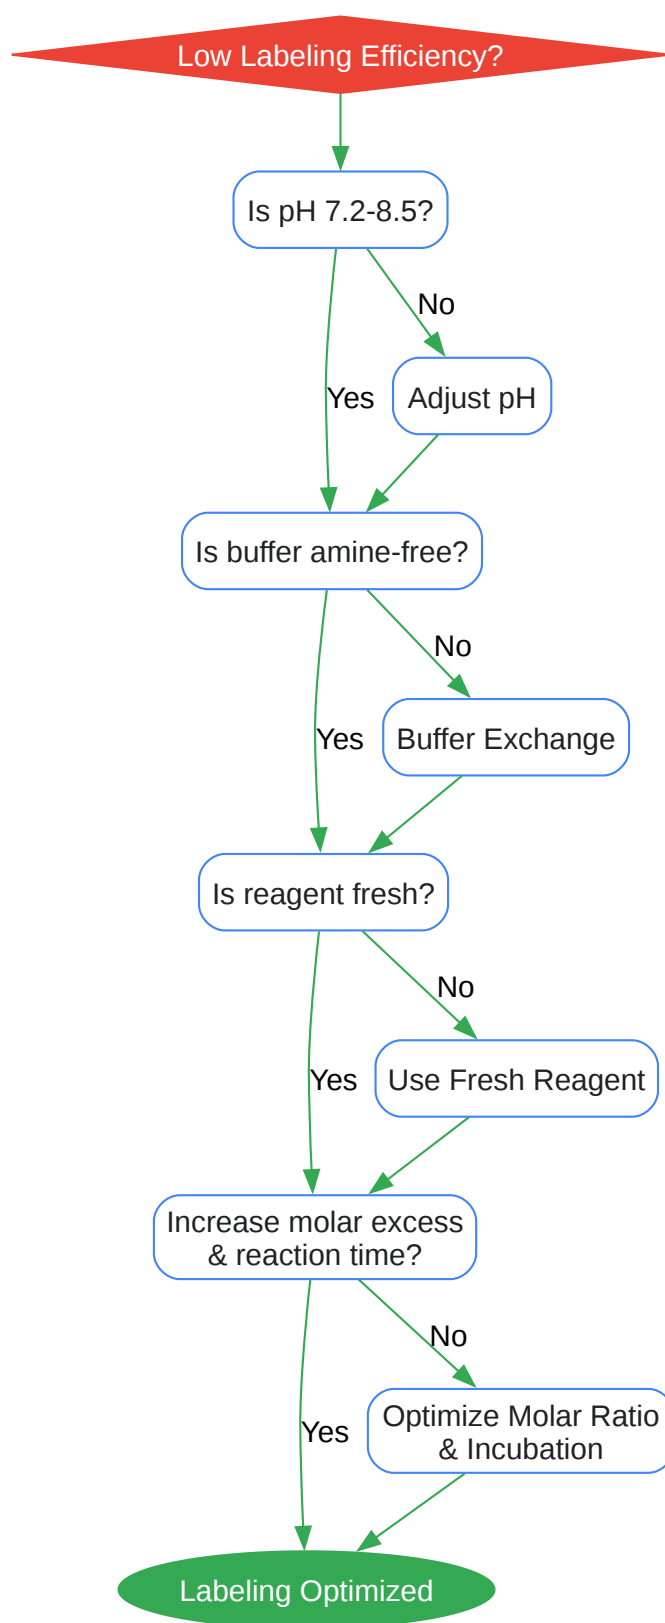 Low Labeling Efficiency?
Is pH 7.2-8.5?
No
Yes
Adjust pH
Is buffer amine-free?
No
Yes
Buffer Exchange
Is reagent fresh?
No
Yes
Use Fresh Reagent
Increase molar excess
& reaction time?
No
Yes
Optimize Molar Ratio
& Incubation
Labeling Optimized